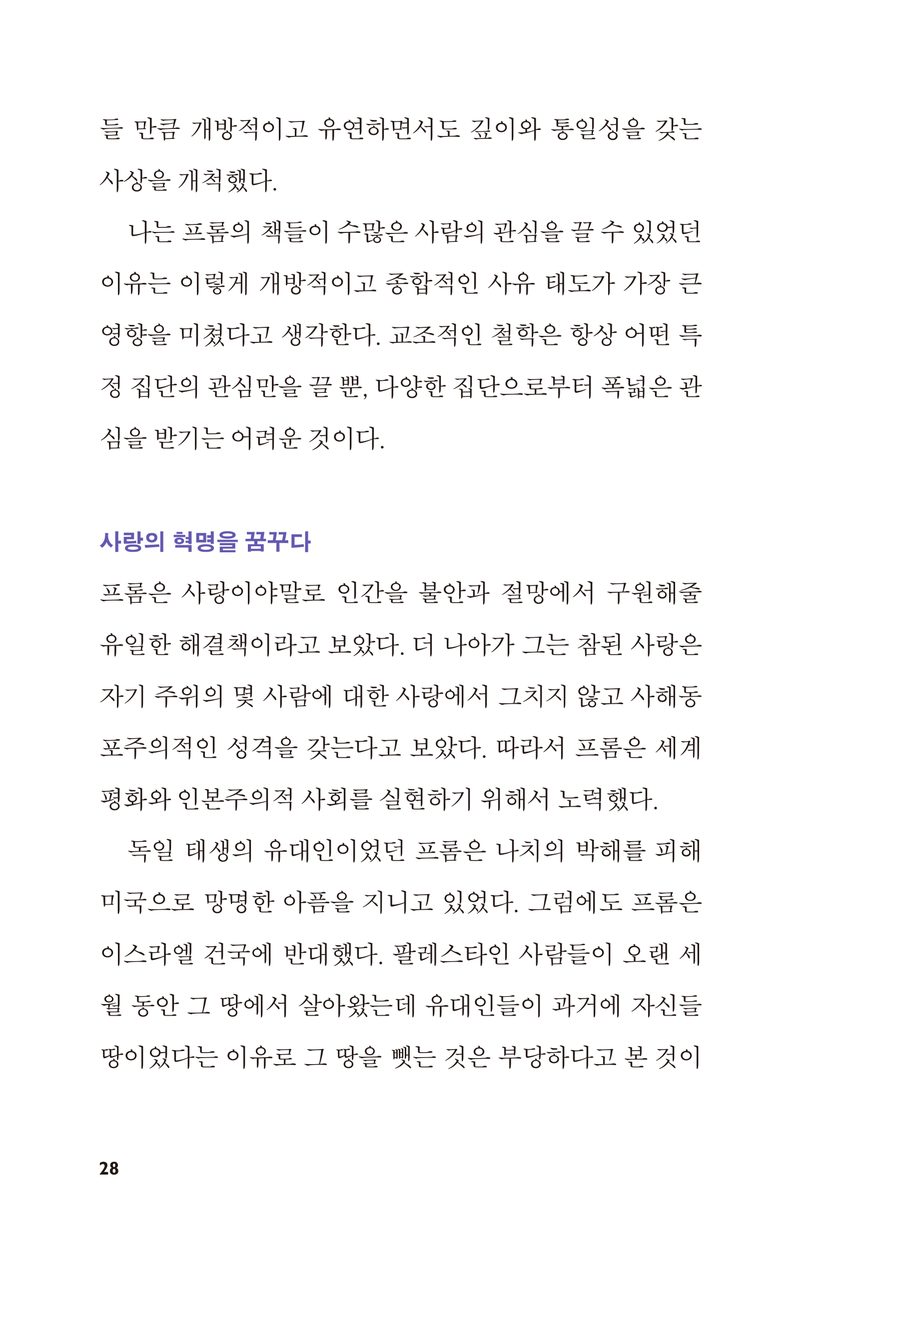 들 만큼 개방적이고 유연하면서도 깊이와 통일성을 갖는
사상을 개척했다.
나는 프롬의 책들이 수많은 사람의 관심을 끌 수 있었던
이유는 이렇게 개방적이고 종합적인 사유 태도가 가장 큰
영향을 미쳤다고 생각한다. 교조적인 철학은 항상 어떤 특
정 집단의 관심만을 끌 뿐, 다양한 집단으로부터 폭넓은 관
심을 받기는 어려운 것이다.
사랑의 혁명을 꿈꾸다
프롬은 사랑이야말로 인간을 불안과 절망에서 구원해줄
유일한 해결책이라고 보았다. 더 나아가 그는 참된 사랑은
자기 주위의 몇 사람에 대한 사랑에서 그치지 않고 사해동
포주의적인 성격을 갖는다고 보았다. 따라서 프롬은 세계
평화와 인본주의적 사회를 실현하기 위해서 노력했다.
독일 태생의 유대인이었던 프롬은 나치의 박해를 피해
미국으로 망명한 아픔을 지니고 있었다. 그럼에도 프롬은
이스라엘 건국에 반대했다. 팔레스타인 사람들이 오랜 세
월 동안 그 땅에서 살아왔는데 유대인들이 과거에 자신들
땅이었다는 이유로 그 땅을 뺏는 것은 부당하다고 본 것이
28